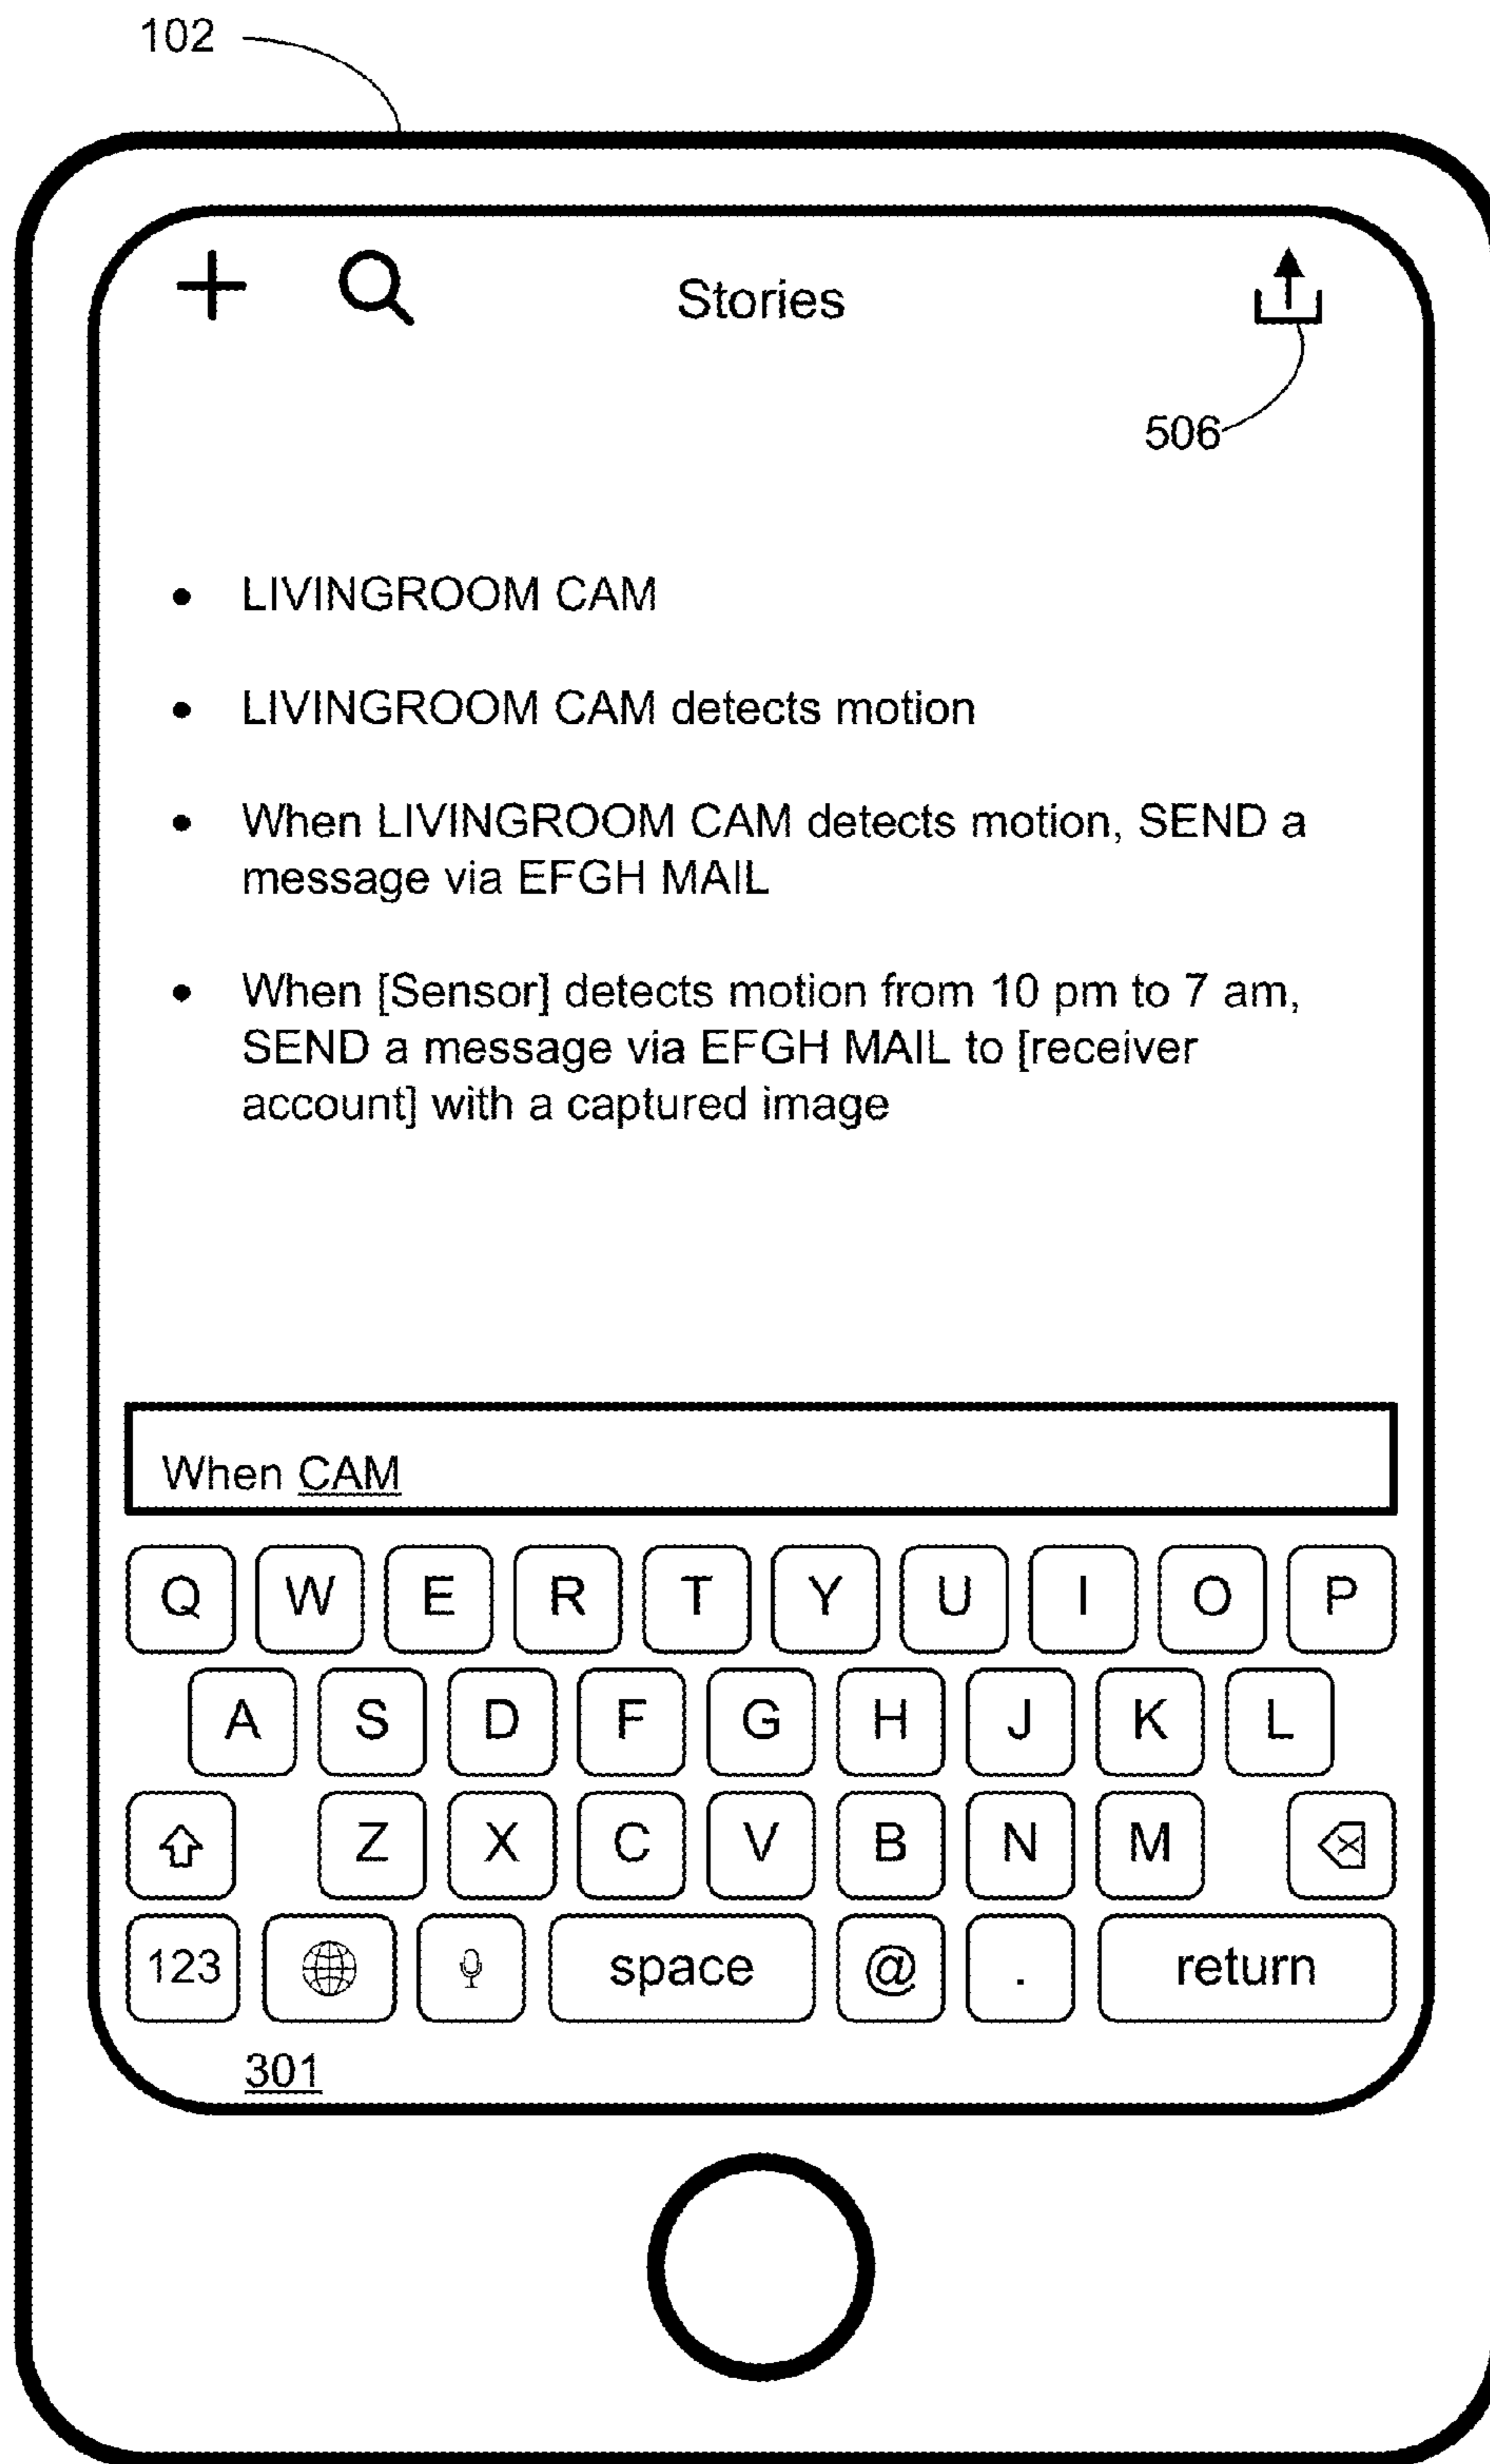 102
Stories
506
• LIVINGROOM CAM
• LIVINGROOM CAM detects motion
• When LIVINGROOM CAM detects motion, SEND a
message via EFGH MAIL
• When [Sensor] detects motion from 10 pm to 7 am,
SEND a message via EFGH MAIL to [receiver
account] with a captured image
When CAM
Q W E R T Y U I O P
A S D F G H J K L
Z X C V B N M
123 space @ . return
301